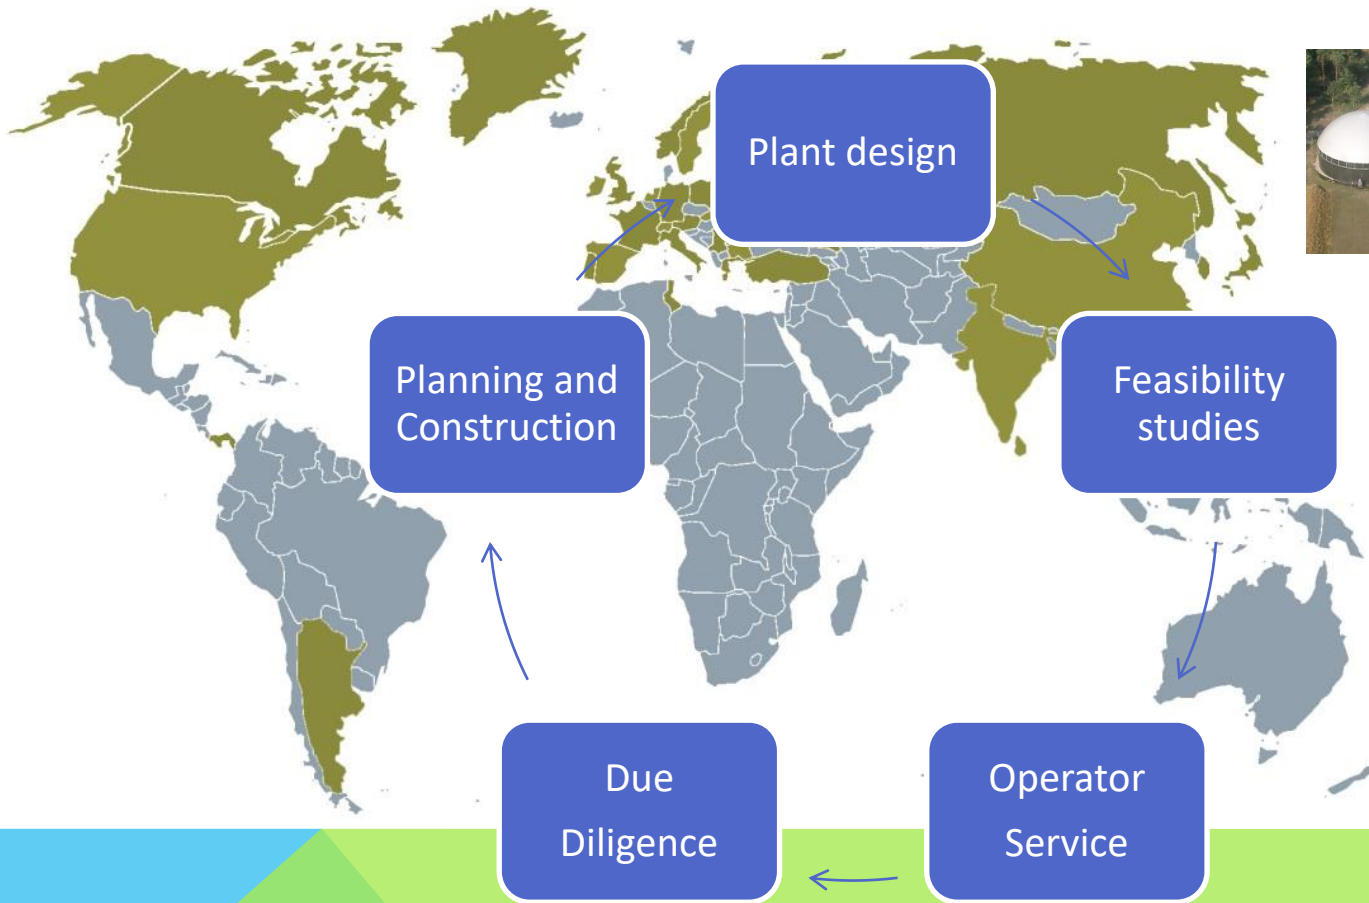 Plant design
Planning and
Construction
Feasibility
studies
Due
Diligence
Operator
Service